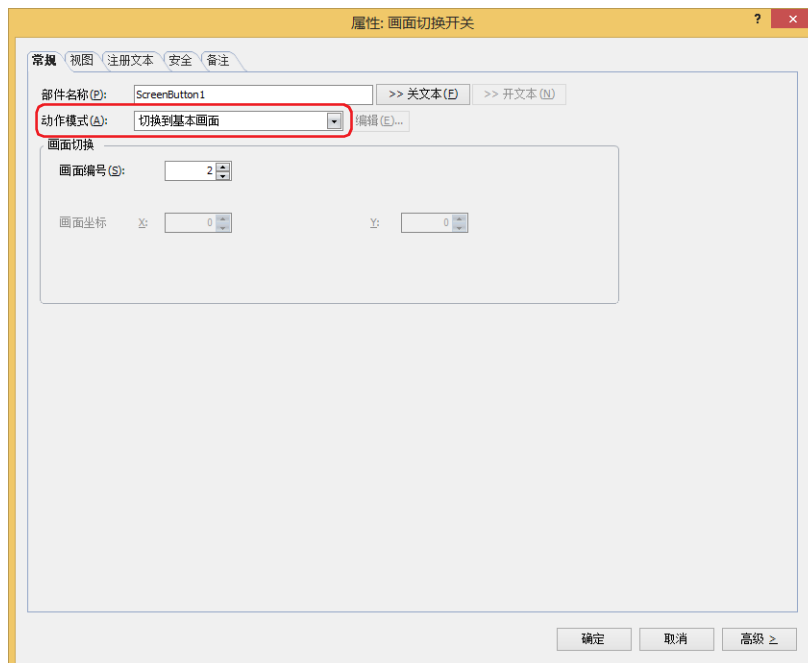 属性: 画面切换开关
? ×
常规 视图 注册文本 安全 备注
部件名称(P): ScreenButton1 >> 关文本(F) >> 开文本(N)
动作模式(A): 切换到基本画面 编辑(E)...
画面切换
画面编号(S): 2
画面坐标 X: 0 Y: 0
确定 取消 高级 ≥